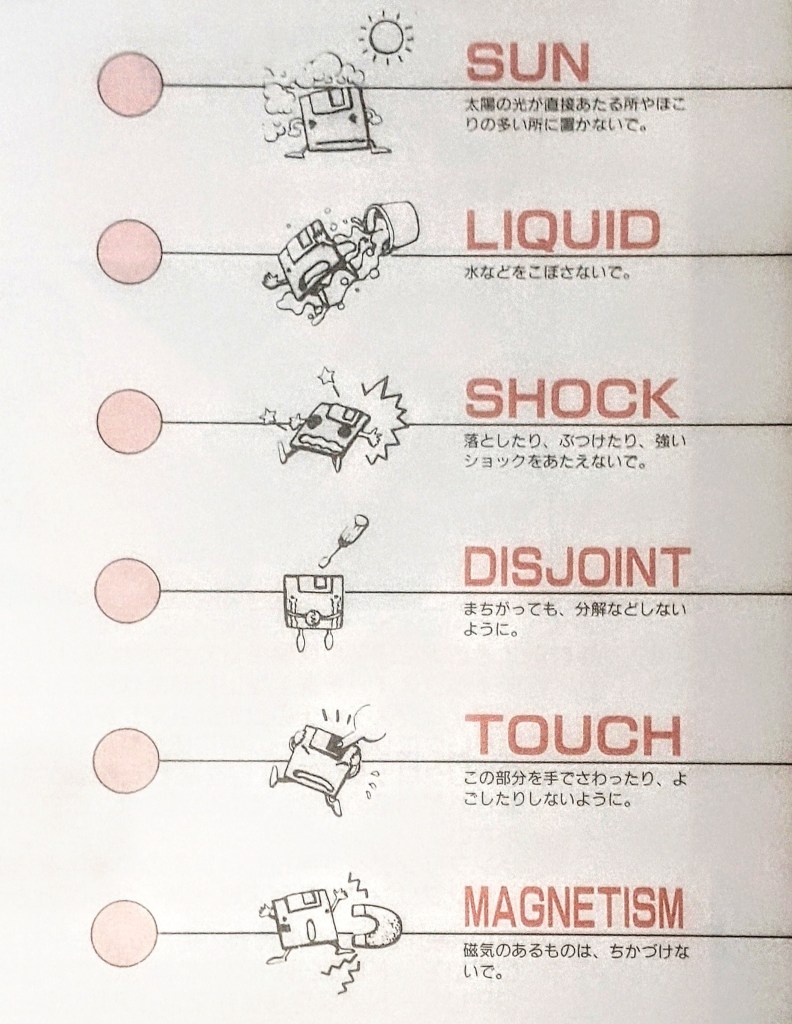 SUN
太陽の光が直接あたる所やほこ
りの多い所に置かないで。
LIQUID
水などをこぼさないで。
SHOCK
落としたり、ぶつけたり、強い
ショックをあたえないで。
DISJOINT
まちがっても、分解などしない
ように。
TOUCH
この部分を手でさわったり、よ
ごしたりしないように。
MAGNETISM
磁気のあるものは、ちかづけな
いで。